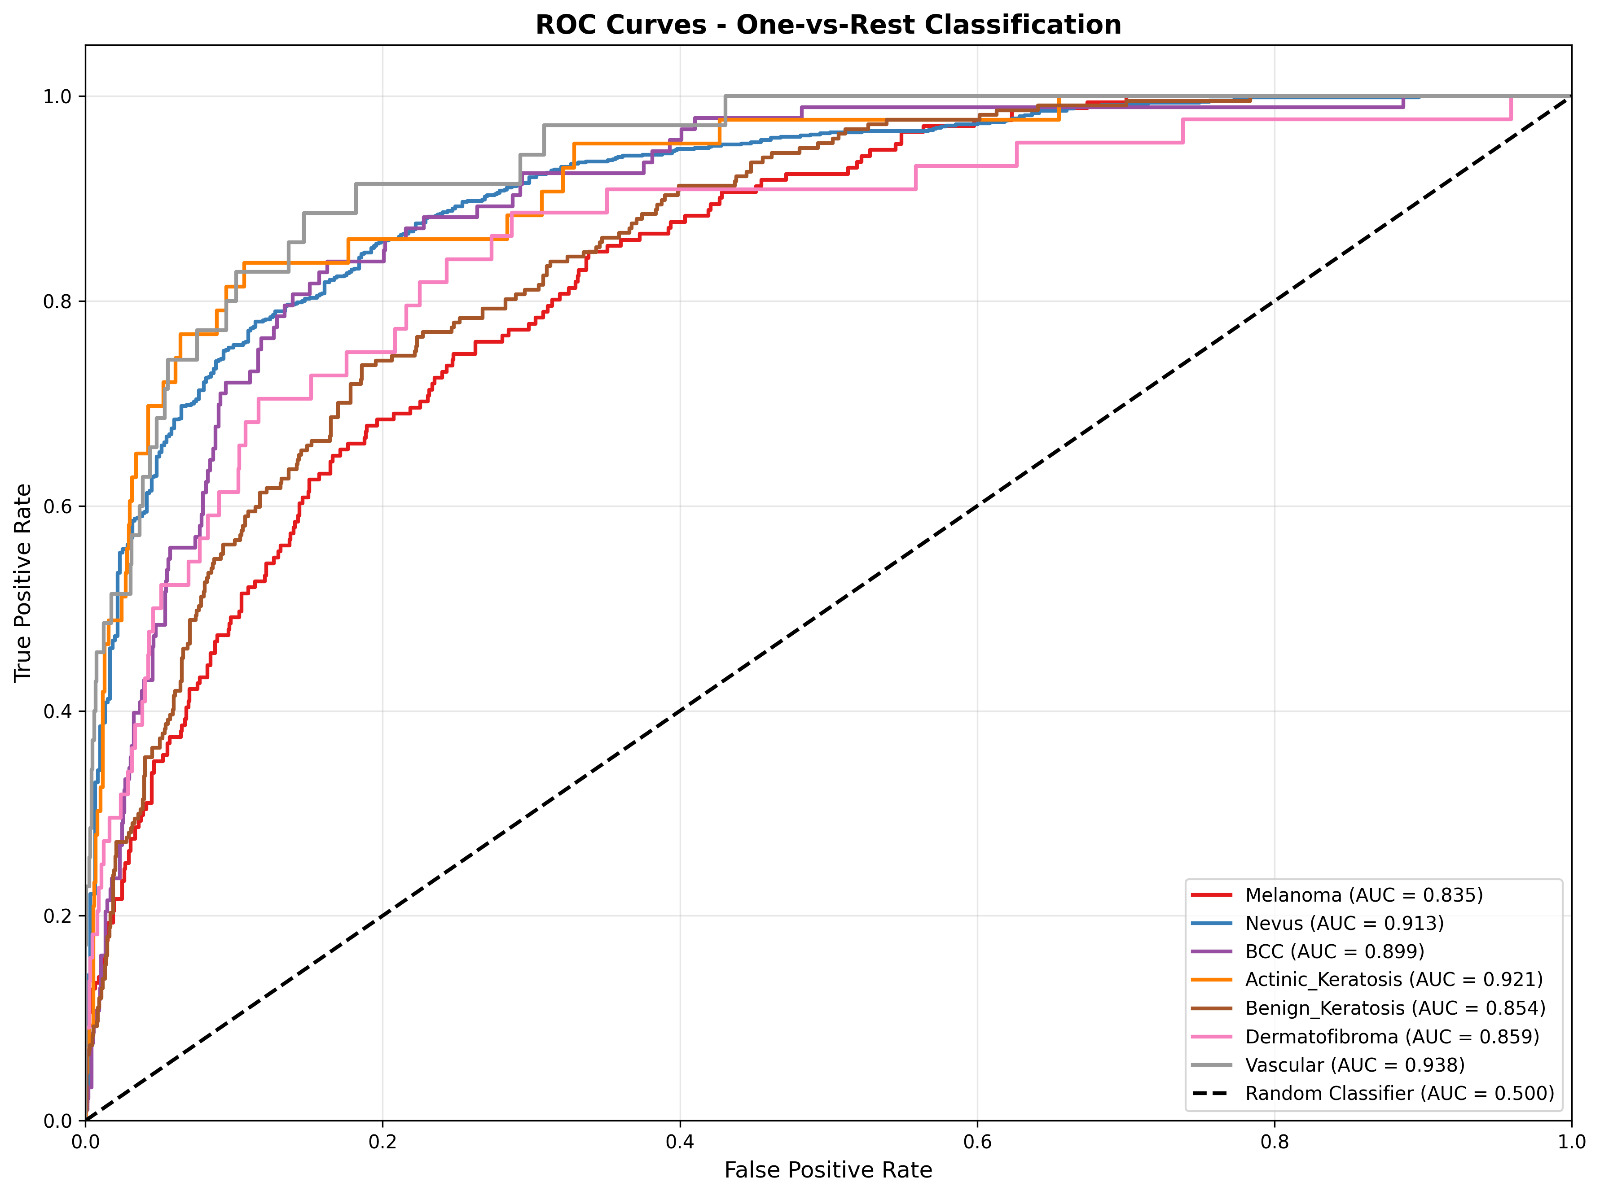 ROC Curves - One-vs-Rest Classification
1.0
0.8
0.6
0.4
0.2
0.0
True Positive Rate
0.0 0.2 0.4 0.6 0.8 1.0
False Positive Rate
Melanoma (AUC = 0.835)
Nevus (AUC = 0.913)
BCC (AUC = 0.899)
Actinic_Keratosis (AUC = 0.921)
Benign_Keratosis (AUC = 0.854)
Dermatofibroma (AUC = 0.859)
Vascular (AUC = 0.938)
Random Classifier (AUC = 0.500)